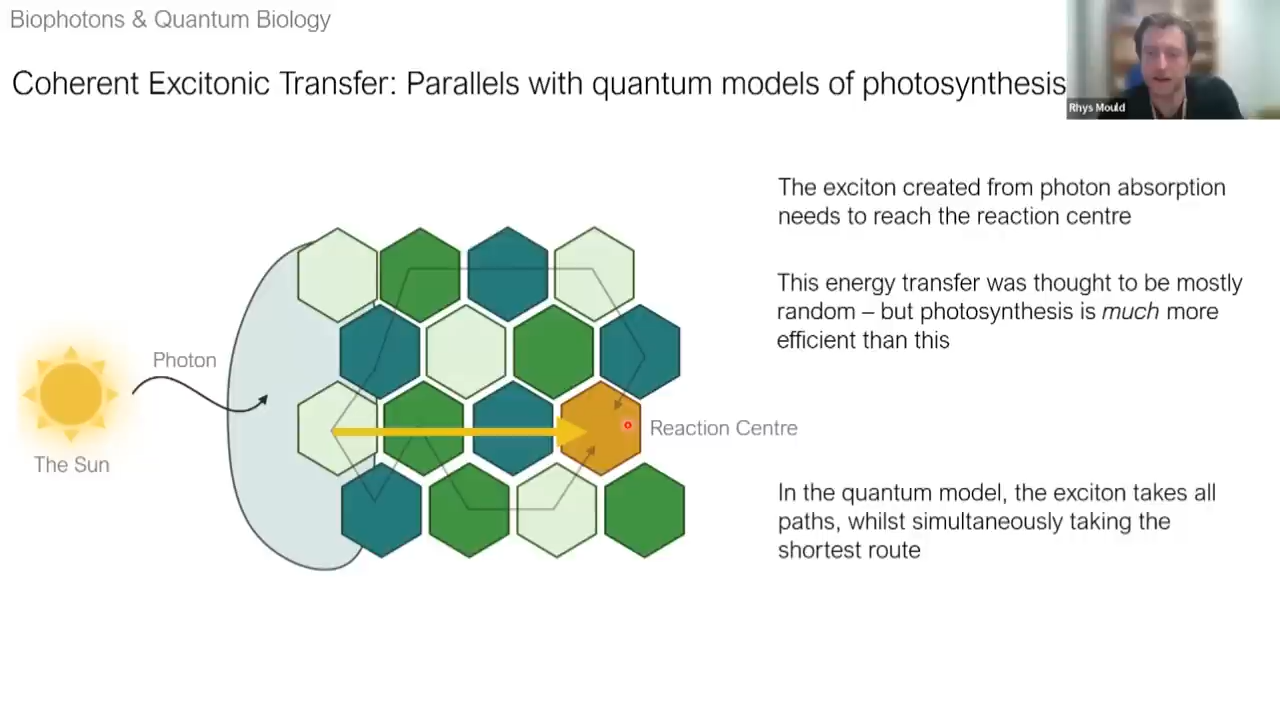 Biophotons & Quantum Biology
Coherent Excitonic Transfer: Parallels with quantum models of photosynthesis
Rhys Mould
The exciton created from photon absorption
needs to reach the reaction centre
This energy transfer was thought to be mostly
random – but photosynthesis is much more
efficient than this
Photon
The Sun
Reaction Centre
In the quantum model, the exciton takes all
paths, whilst simultaneously taking the
shortest route